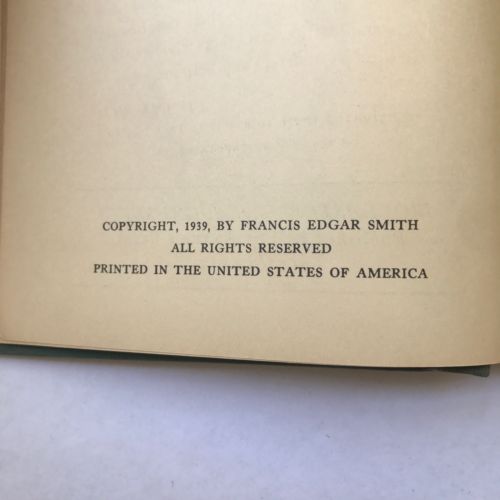 COPYRIGHT, 1939, BY FRANCIS EDGAR SMITH
ALL RIGHTS RESERVED
PRINTED IN THE UNITED STATES OF AMERICA